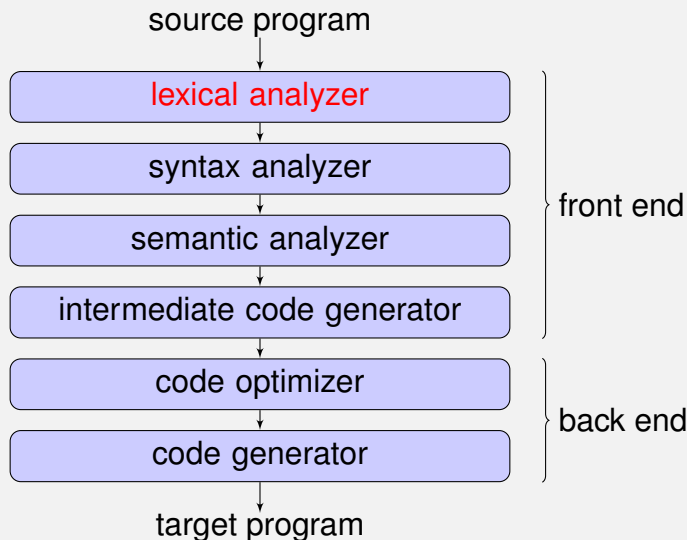 source program
lexical analyzer
syntax analyzer
semantic analyzer
front end
intermediate code generator
code optimizer
back end
code generator
target program